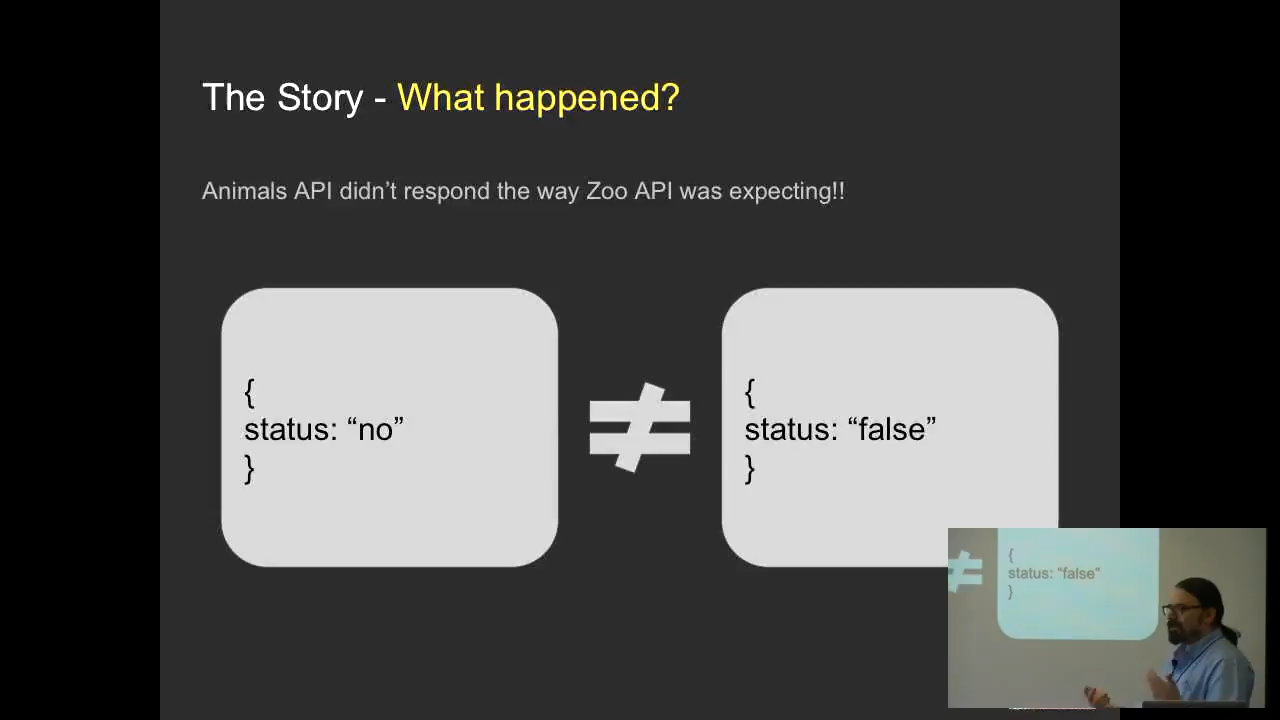 The Story - What happened?
Animals API didn’t respond the way Zoo API was expecting!!
{
status: “no”
}
≠
{
status: “false”
}
≠
{
status: “false”
}